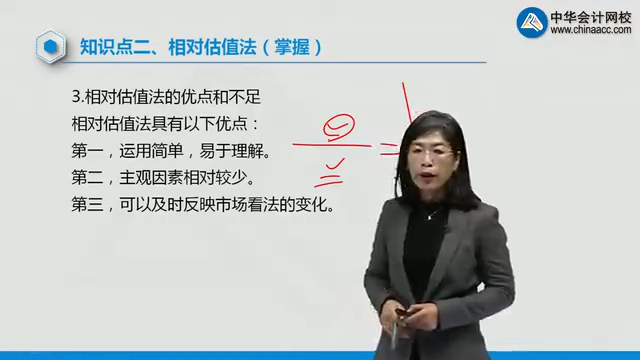 中华会计网校
www.chinaacc.com
知识点二、相对估值法（掌握）
3.相对估值法的优点和不足
相对估值法具有以下优点：
第一，运用简单，易于理解。
第二，主观因素相对较少。
第三，可以及时反映市场看法的变化。